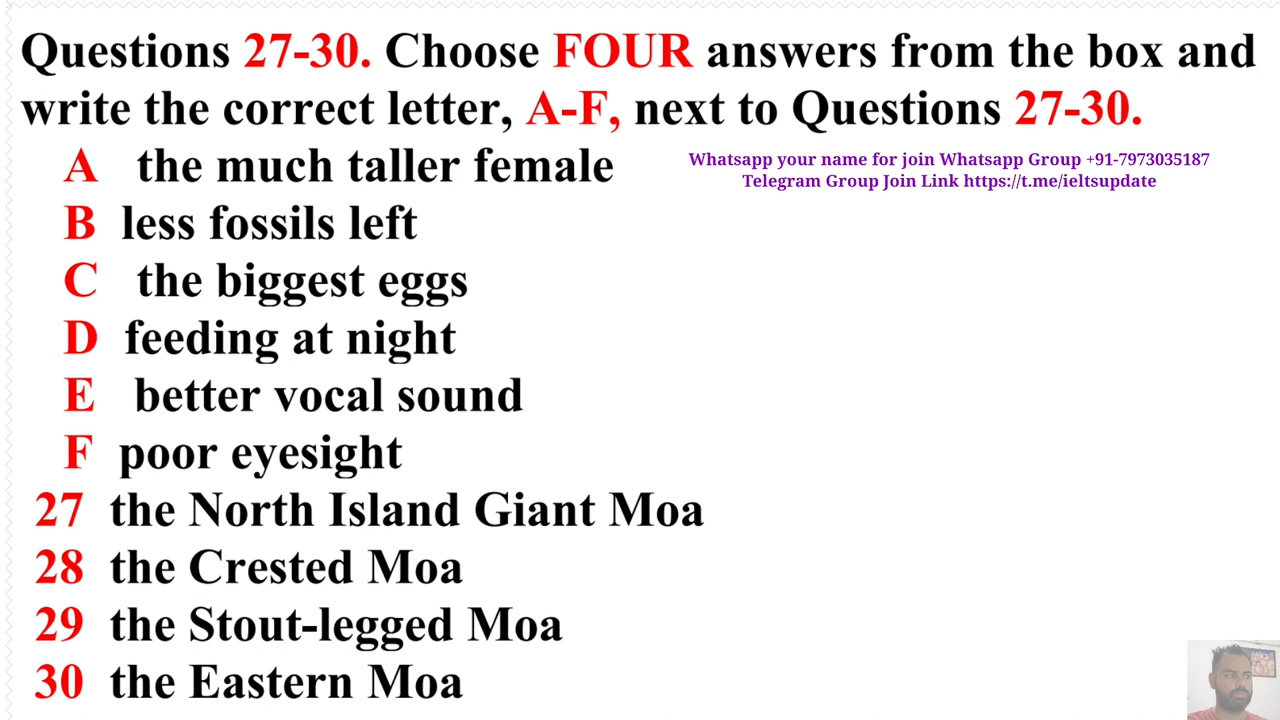 Questions 27-30. Choose FOUR answers from the box and
write the correct letter, A-F, next to Questions 27-30.
A the much taller female
Whatsapp your name for join Whatsapp Group +91-7973035187
Telegram Group Join Link https://t.me/ieltsupdate
B less fossils left
C the biggest eggs
D feeding at night
E better vocal sound
F poor eyesight
27 the North Island Giant Moa
28 the Crested Moa
29 the Stout-legged Moa
30 the Eastern Moa